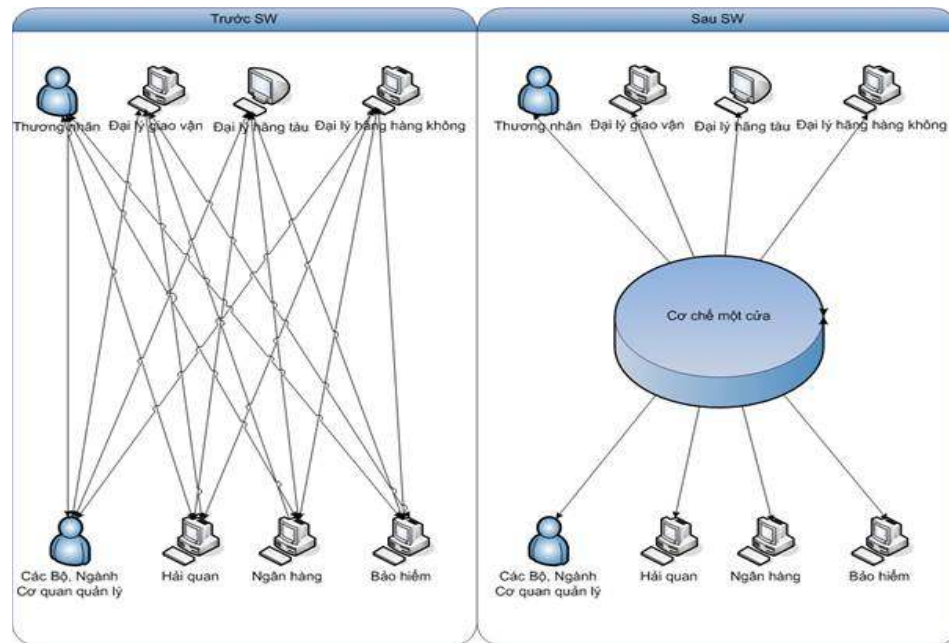 Trước SW
Thương nhân
Đại lý giao vận
Đại lý hãng tàu
Đại lý hãng hàng không
Các Bộ, Ngành
Cơ quan quản lý
Hải quan
Ngân hàng
Bảo hiểm
Sau SW
Thương nhân
Đại lý giao vận
Đại lý hãng tàu
Đại lý hãng hàng không
Cơ chế một cửa
Các Bộ, Ngành
Cơ quan quản lý
Hải quan
Ngân hàng
Bảo hiểm